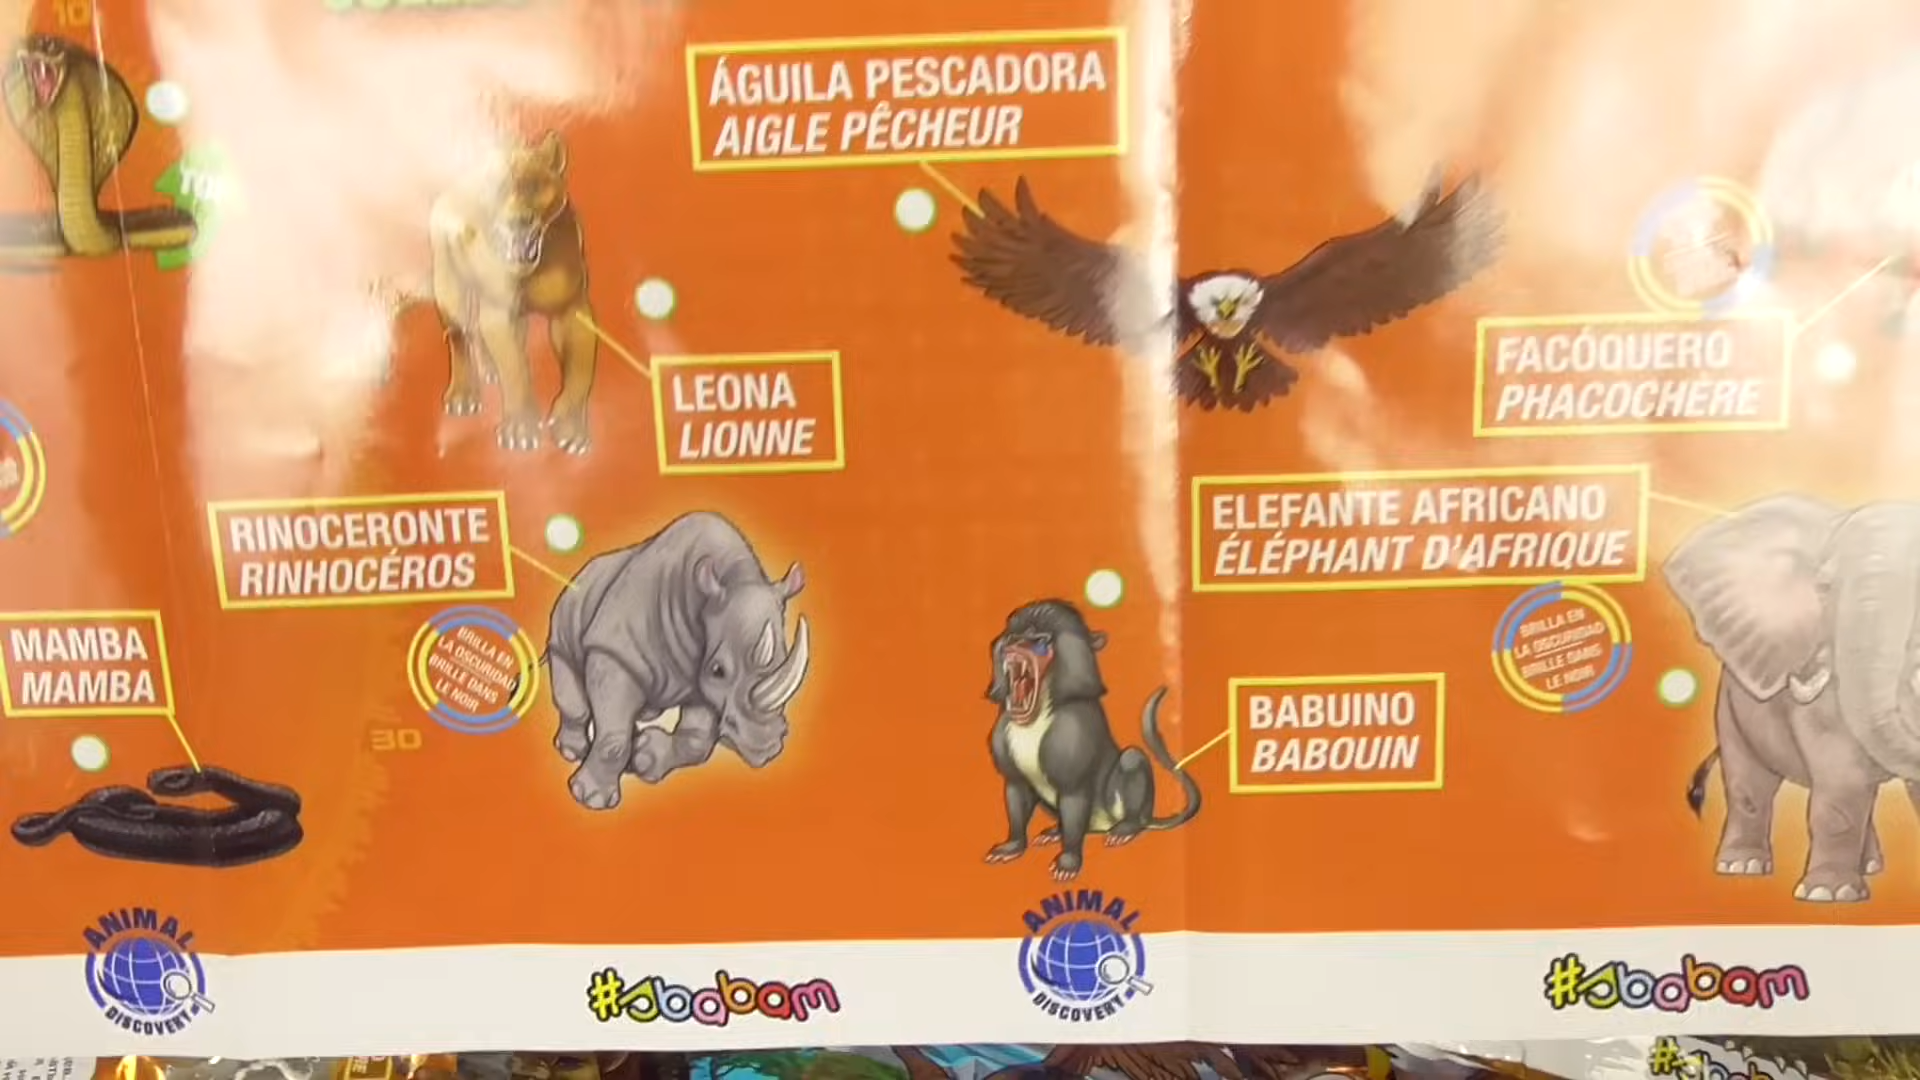 10
ÁGUILA PESCADORA
AIGLE PÊCHEUR
LEONA
LIONNE
FACÓQUERO
PHACOCHÈRE
RINOCERONTE
RINHOCÉROS
BRILLA EN
LA OSCURIDAD
BRILLE DANS
LE NOIR
ELEFANTE AFRICANO
ÉLÉPHANT D'AFRIQUE
BRILLA EN
LA OSCURIDAD
BRILLE DANS
LE NOIR
MAMBA
MAMBA
30
BABUINO
BABOUIN
ANIMAL
DISCOVERY
#sbabam
ANIMAL
DISCOVERY
#sbabam